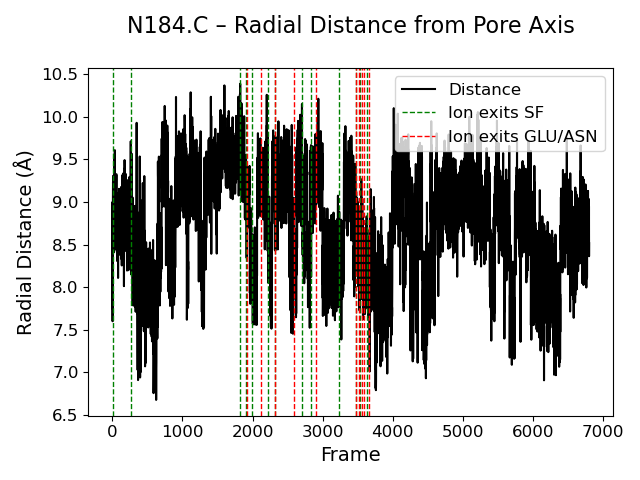 N184.C – Radial Distance from Pore Axis
Radial Distance (Å)
10.5
10.0
9.5
9.0
8.5
8.0
7.5
7.0
6.5
Distance
Ion exits SF
Ion exits GLU/ASN
0 1000 2000 3000 4000 5000 6000 7000
Frame